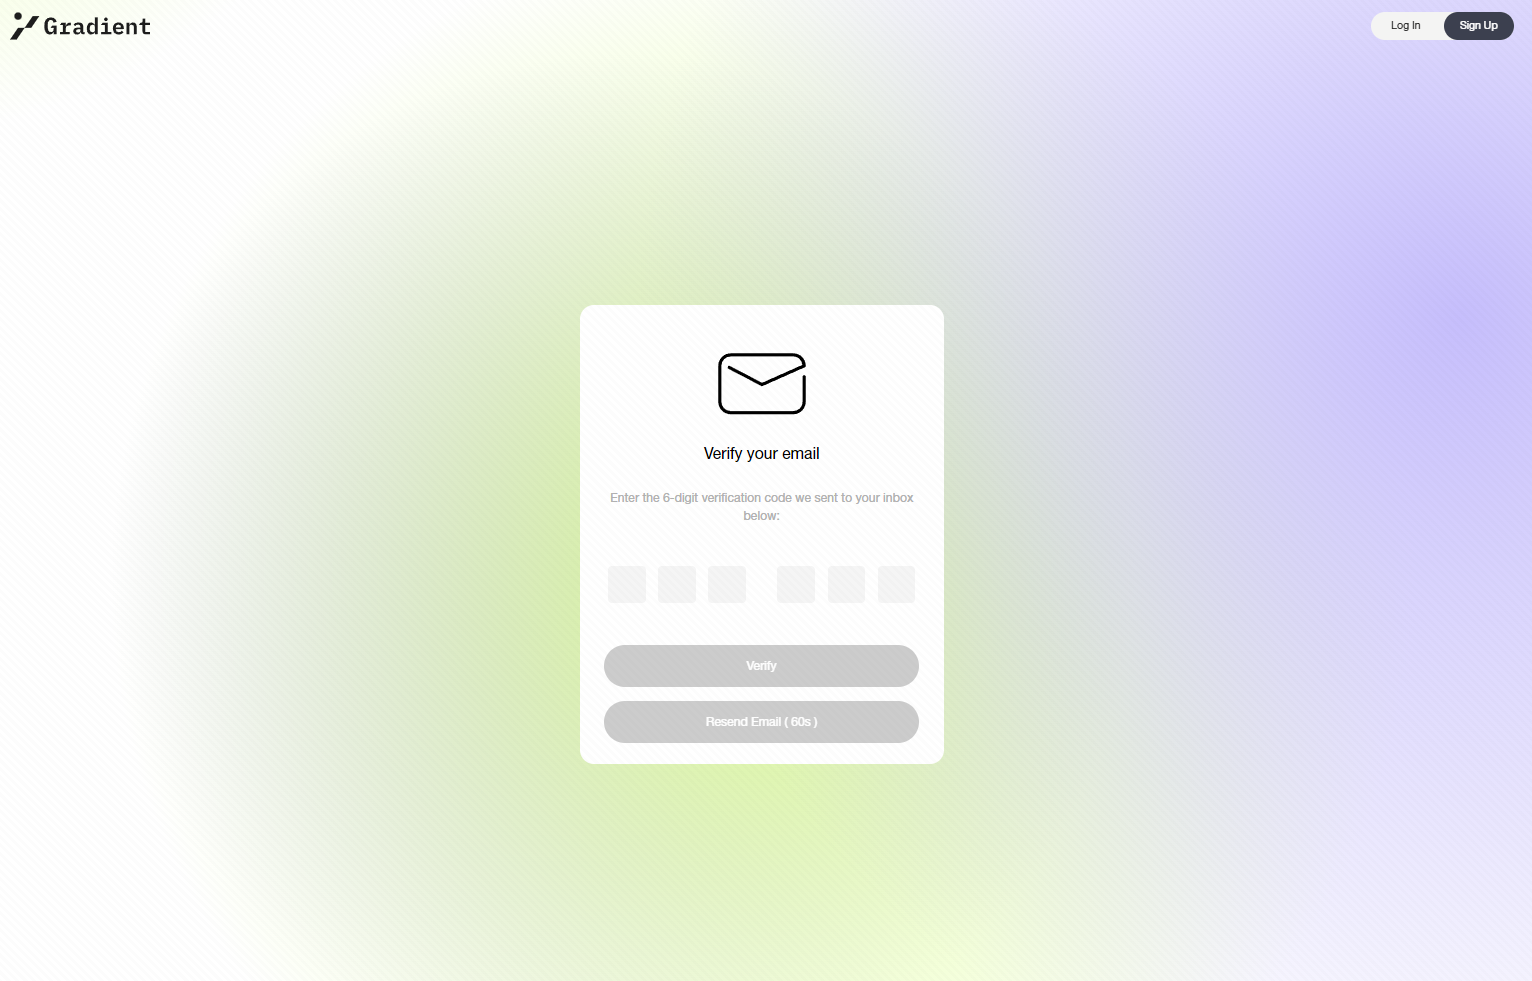 Gradient
Log In
Sign Up
Verify your email
Enter the 6-digit verification code we sent to your inbox
below:
Verify
Resend Email ( 60s )